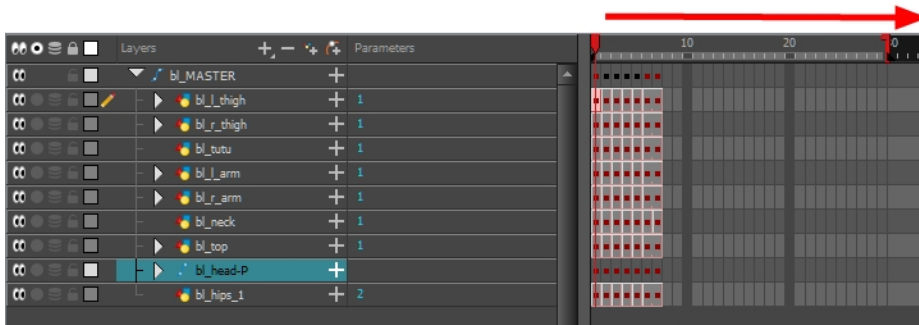 Layers Parameters 10 20 30
bl_MASTER
bl_l_thigh 1
bl_r_thigh 1
bl_tutu 1
bl_l_arm 1
bl_r_arm 1
bl_neck 1
bl_top 1
bl_head-P
bl_hips_1 2